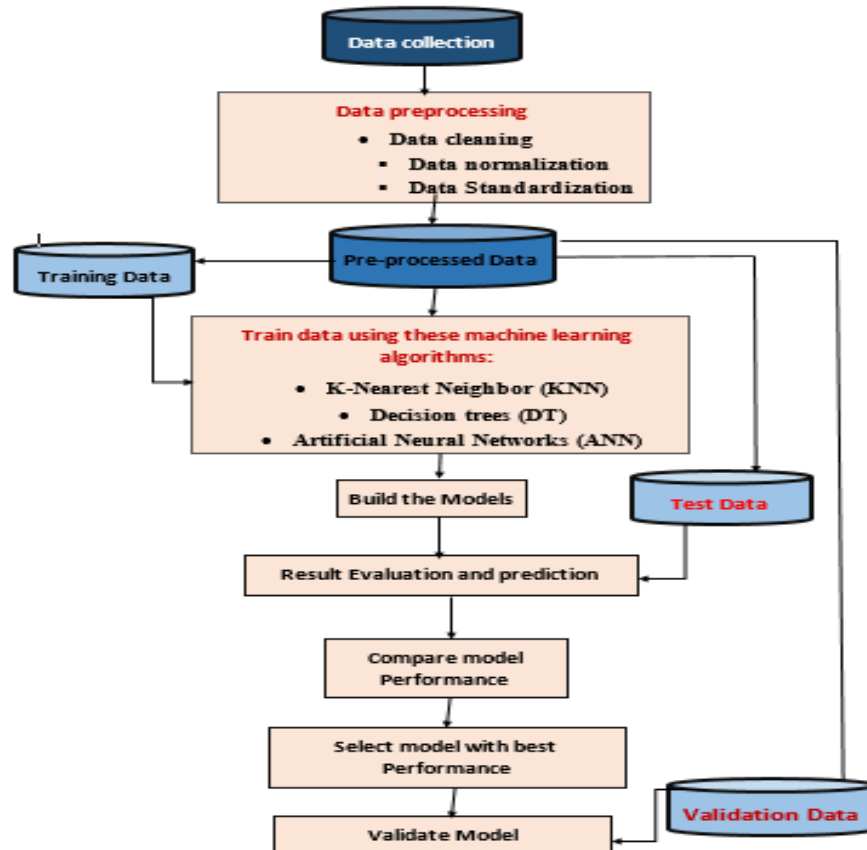 Data collection
Data preprocessing
• Data cleaning
▪ Data normalization
▪ Data Standardization
Pre-processed Data
Training Data
Train data using these machine learning
algorithms:
• K-Nearest Neighbor (KNN)
• Decision trees (DT)
• Artificial Neural Networks (ANN)
Build the Models
Test Data
Result Evaluation and prediction
Compare model
Performance
Select model with best
Performance
Validation Data
Validate Model